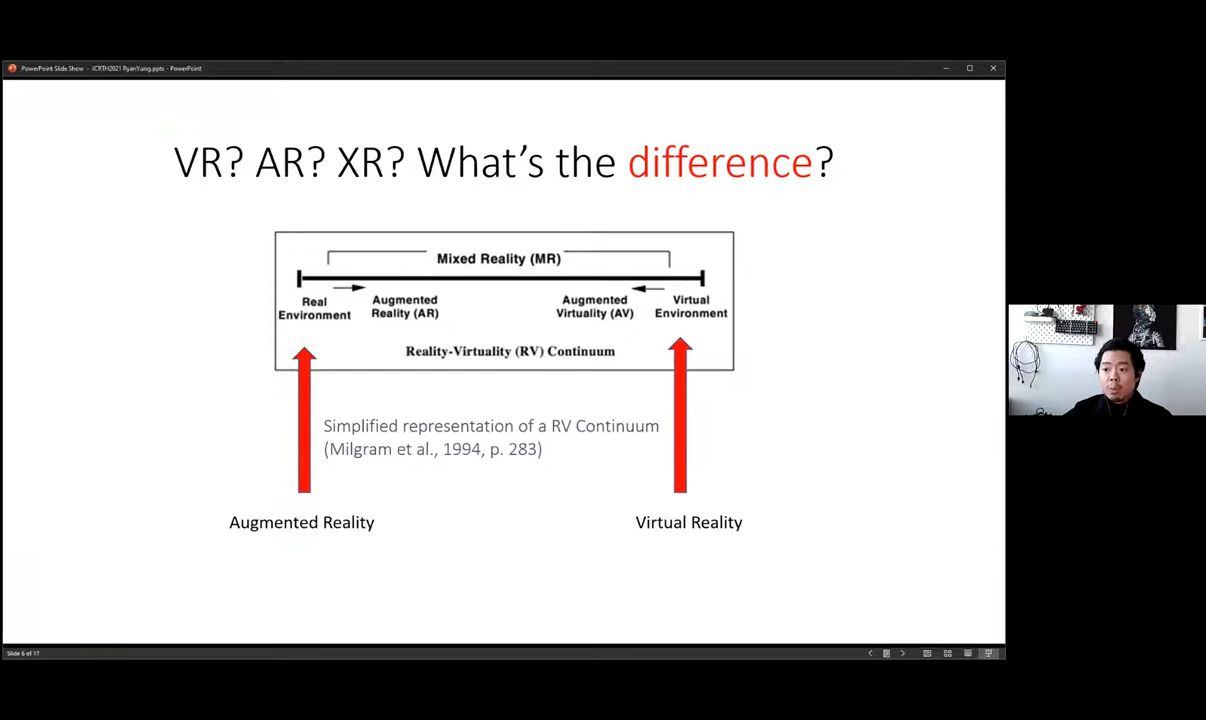 PowerPoint Slide Show - ICRTH2021 RyanYung.ppts - PowerPoint
VR? AR? XR? What's the difference?
Mixed Reality (MR)
Real
Environment
Augmented
Reality (AR)
Augmented
Virtuality (AV)
Virtual
Environment
Reality-Virtuality (RV) Continuum
Simplified representation of a RV Continuum
(Milgram et al., 1994, p. 283)
Augmented Reality
Virtual Reality
Slide 6 of 17